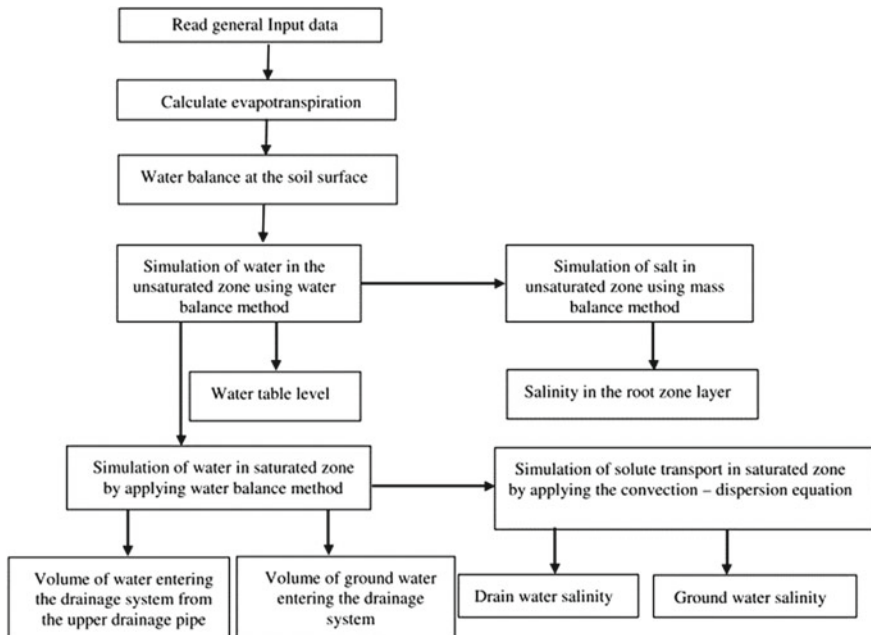 Read general Input data
Calculate evapotranspiration
Water balance at the soil surface
Simulation of water in the
unsaturated zone using water
balance method
Simulation of salt in
unsaturated zone using mass
balance method
Water table level
Salinity in the root zone layer
Simulation of water in saturated zone
by applying water balance method
Simulation of solute transport in saturated zone
by applying the convection – dispersion equation
Volume of water entering
the drainage system from
the upper drainage pipe
Volume of ground water
entering the drainage
system
Drain water salinity
Ground water salinity